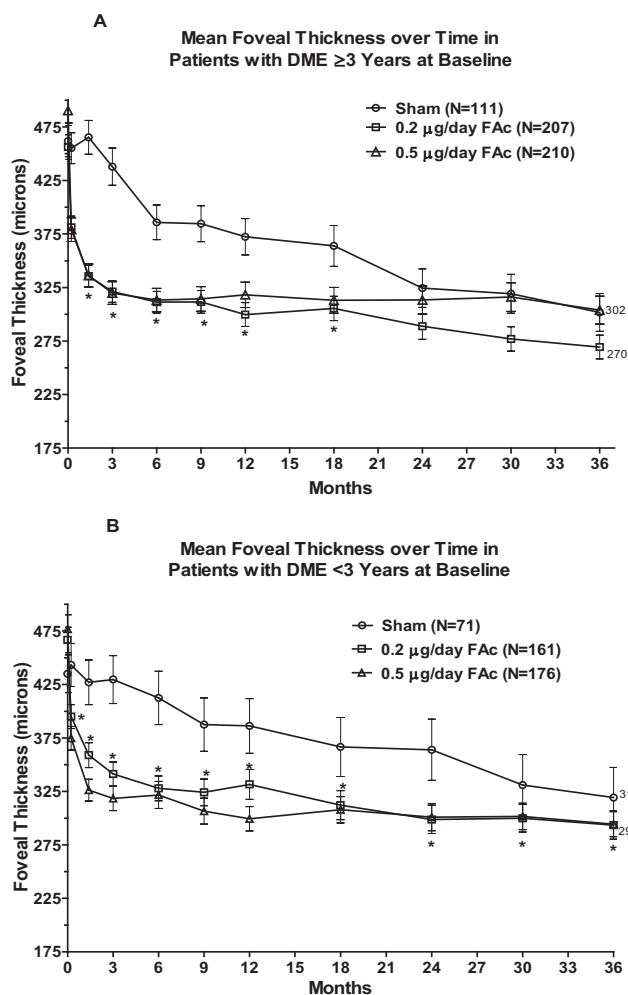 A
Mean Foveal Thickness over Time in
Patients with DME ≥3 Years at Baseline
Sham (N=111)
0.2 μg/day FAc (N=207)
0.5 μg/day FAc (N=210)
Foveal Thickness (microns)
475
425
375
325
275
225
175
* * * * * *
302
270
0 3 6 9 12 15 18 21 24 27 30 33 36
Months
B
Mean Foveal Thickness over Time in
Patients with DME <3 Years at Baseline
Sham (N=71)
0.2 μg/day FAc (N=161)
0.5 μg/day FAc (N=176)
Foveal Thickness (microns)
475
425
375
325
275
225
175
* * * * * * * * * *
0 3 6 9 12 15 18 21 24 27 30 33 36
Months